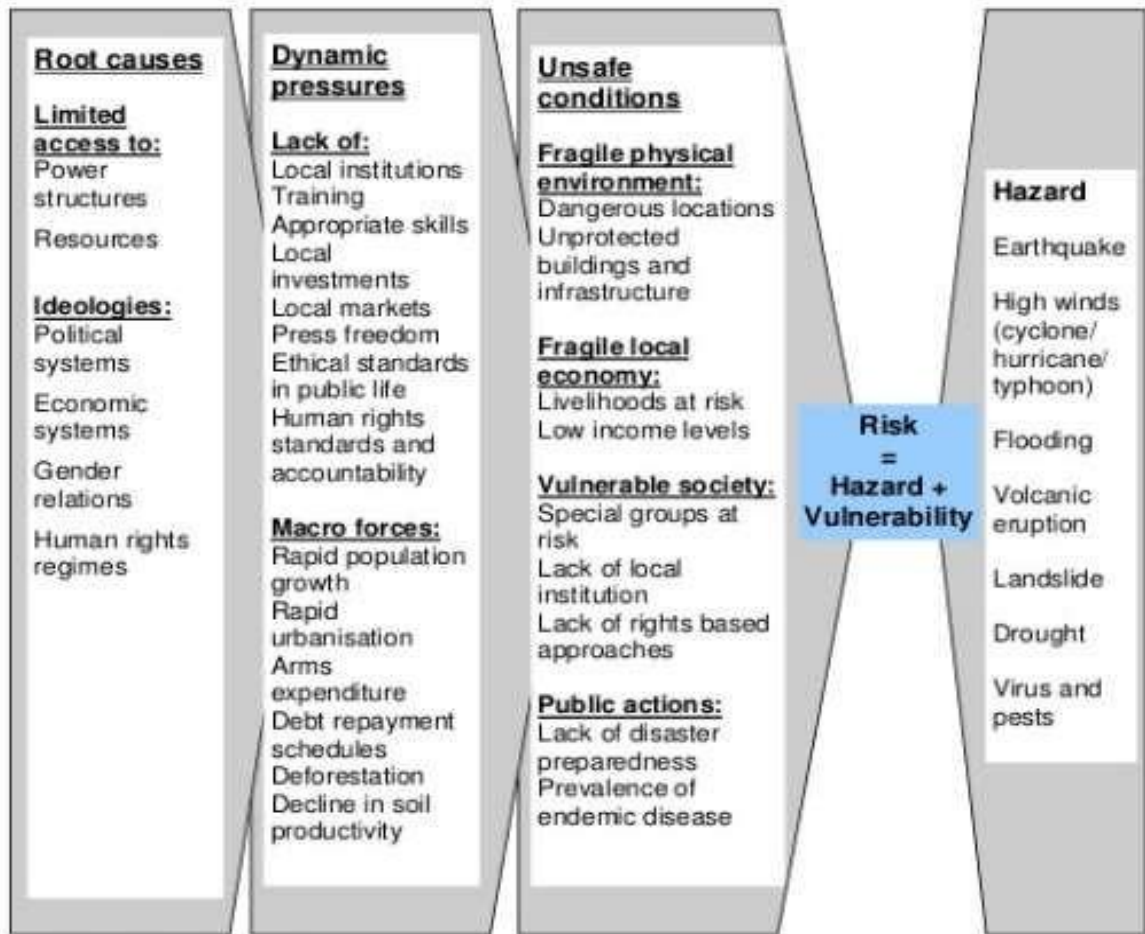 Root causes
Limited
access to:
Power
structures
Resources
Ideologies:
Political
systems
Economic
systems
Gender
relations
Human rights
regimes
Dynamic
pressures
Lack of:
Local institutions
Training
Appropriate skills
Local
investments
Local markets
Press freedom
Ethical standards
in public life
Human rights
standards and
accountability
Macro forces:
Rapid population
growth
Rapid
urbanisation
Arms
expenditure
Debt repayment
schedules
Deforestation
Decline in soil
productivity
Unsafe
conditions
Fragile physical
environment:
Dangerous locations
Unprotected
buildings and
infrastructure
Fragile local
economy:
Livelihoods at risk
Low income levels
Vulnerable society:
Special groups at
risk
Lack of local
institution
Lack of rights based
approaches
Public actions:
Lack of disaster
preparedness
Prevalence of
endemic disease
Risk
=
Hazard +
Vulnerability
Hazard
Earthquake
High winds
(cyclone/
hurricane/
typhoon)
Flooding
Volcanic
eruption
Landslide
Drought
Virus and
pests